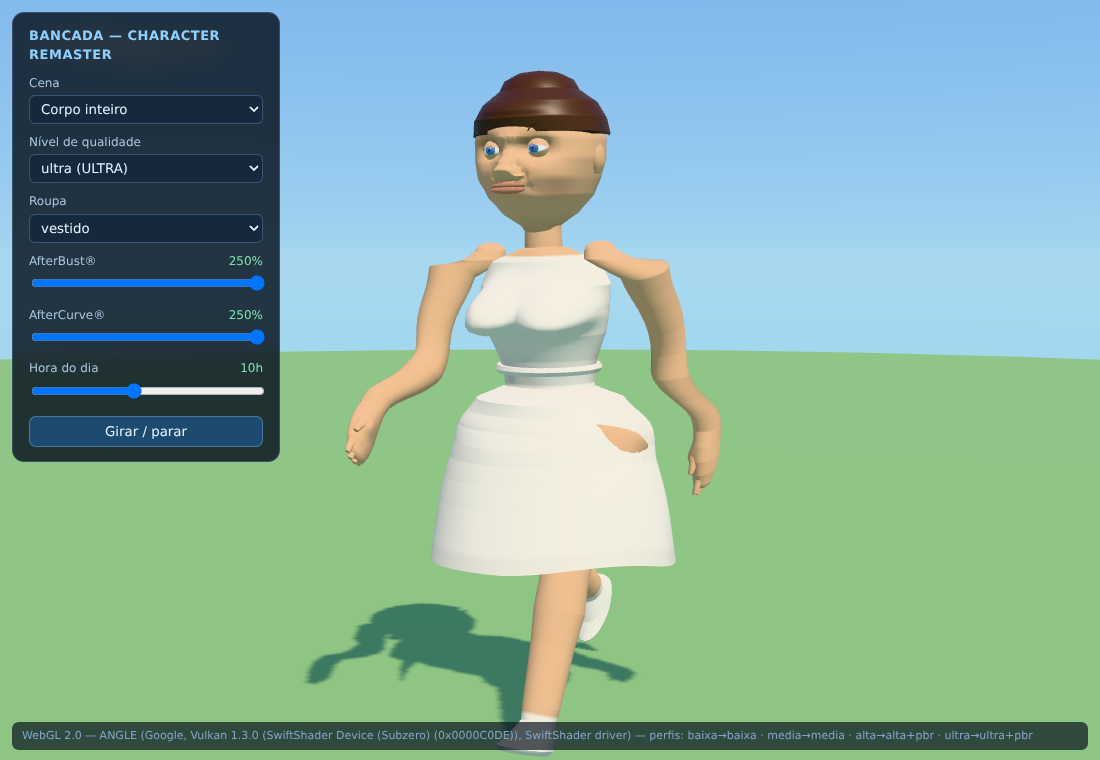 BANCADA — CHARACTER
REMASTER
Cena
Corpo inteiro
Nível de qualidade
ultra (ULTRA)
Roupa
vestido
AfterBust® 250%
AfterCurve® 250%
Hora do dia 10h
Girar / parar
WebGL 2.0 — ANGLE (Google, Vulkan 1.3.0 (SwiftShader Device (Subzero) (0x0000C0DE)), SwiftShader driver) — perfis: baixa→baixa · media→media · alta→alta+pbr · ultra→ultra+pbr